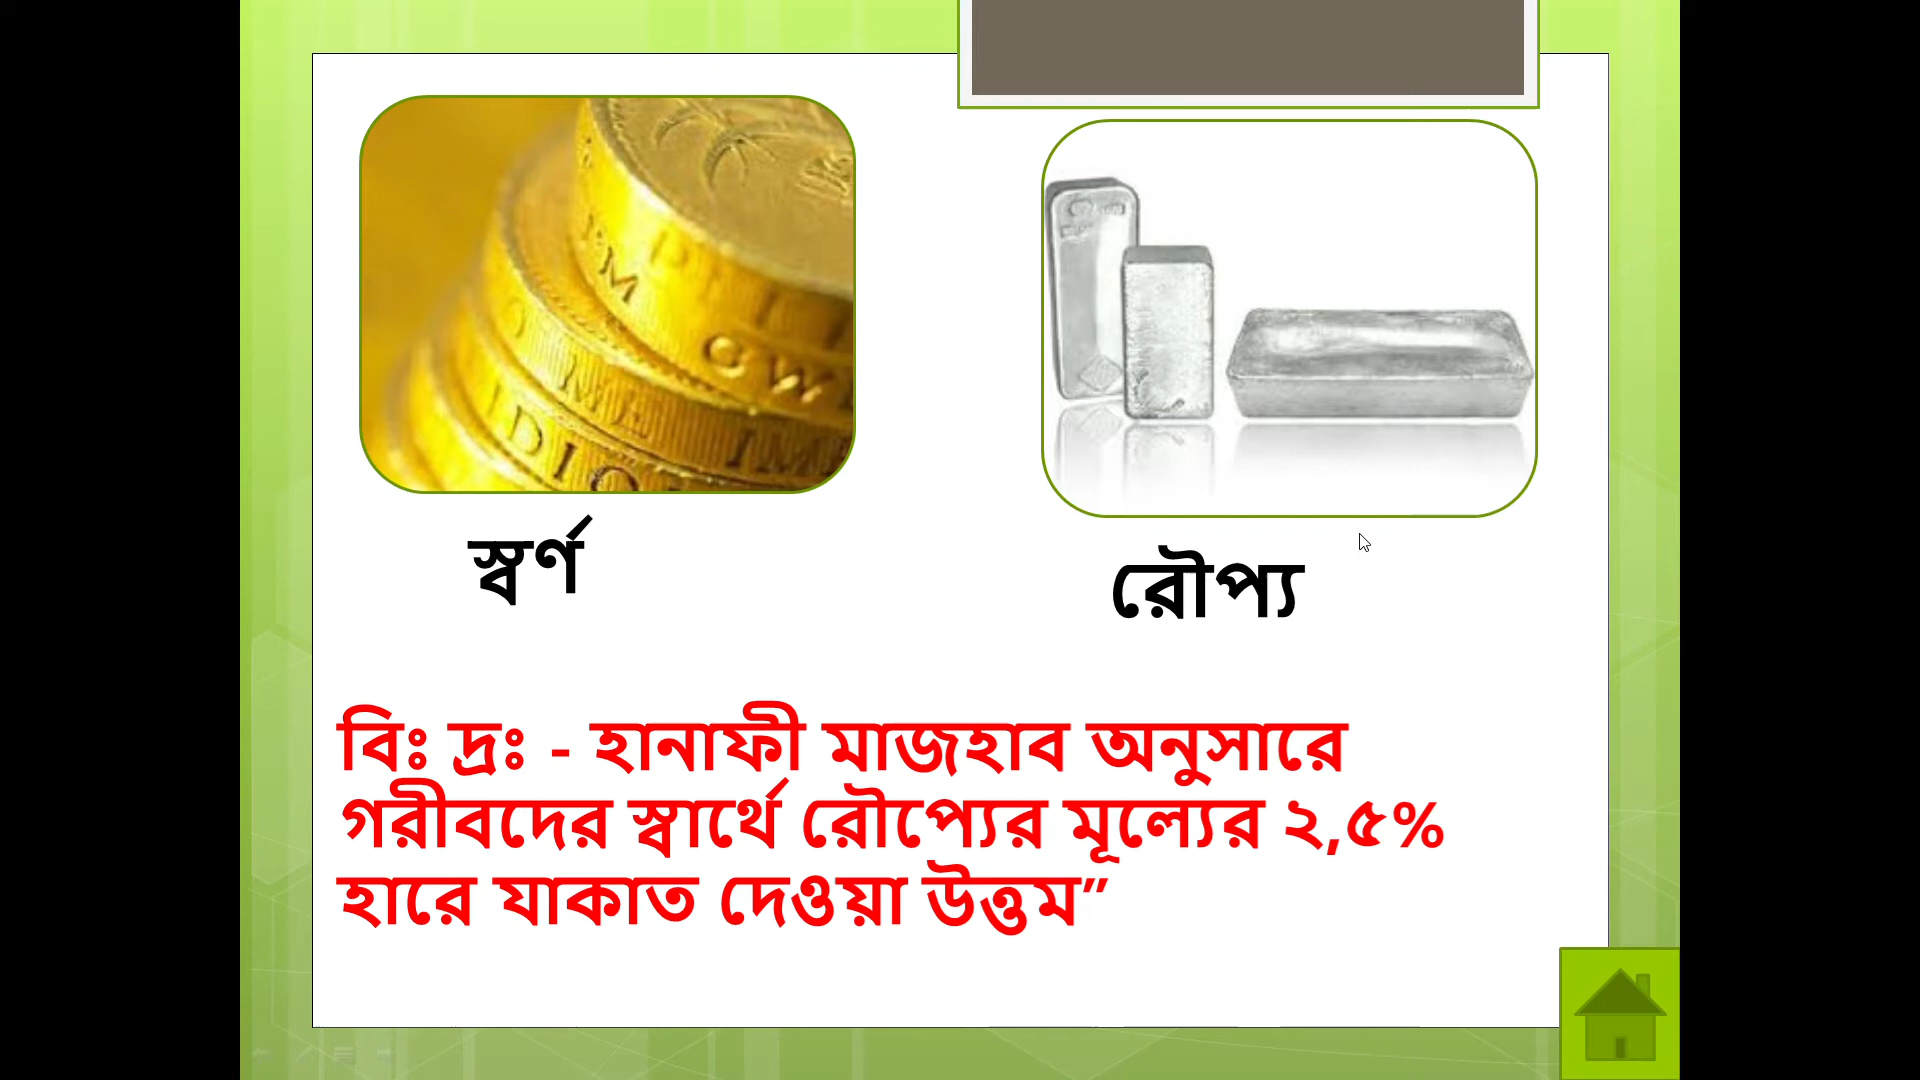 স্বর্ণ
রৌপ্য
বিঃ দ্রঃ - হানাফী মাজহাব অনুসারে
গরীবদের স্বার্থে রৌপ্যের মূল্যের ২,৫%
হারে যাকাত দেওয়া উত্তম”